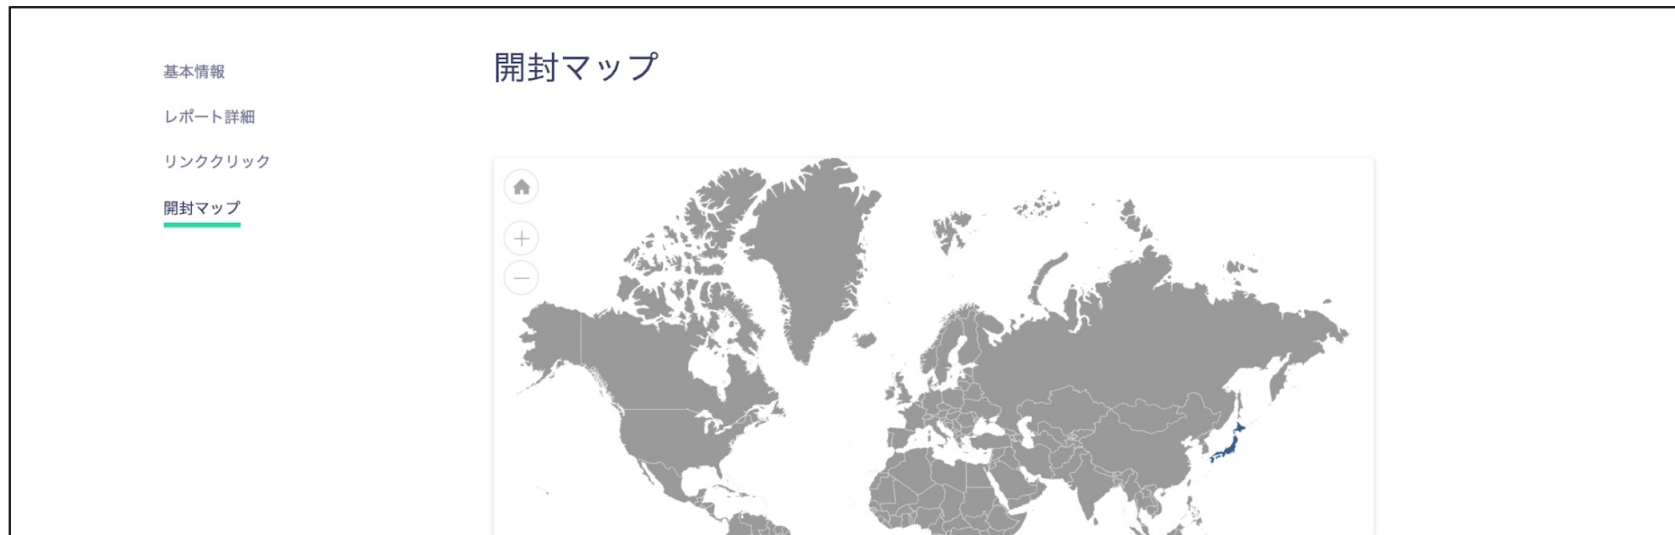 基本情報
レポート詳細
リンククリック
開封マップ
開封マップ